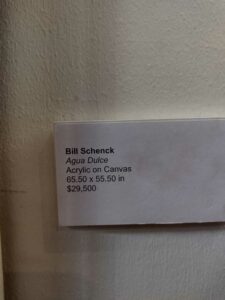 Bill Schenck
Agua Dulce
Acrylic on Canvas
65.50 x 55.50 in
$29,500